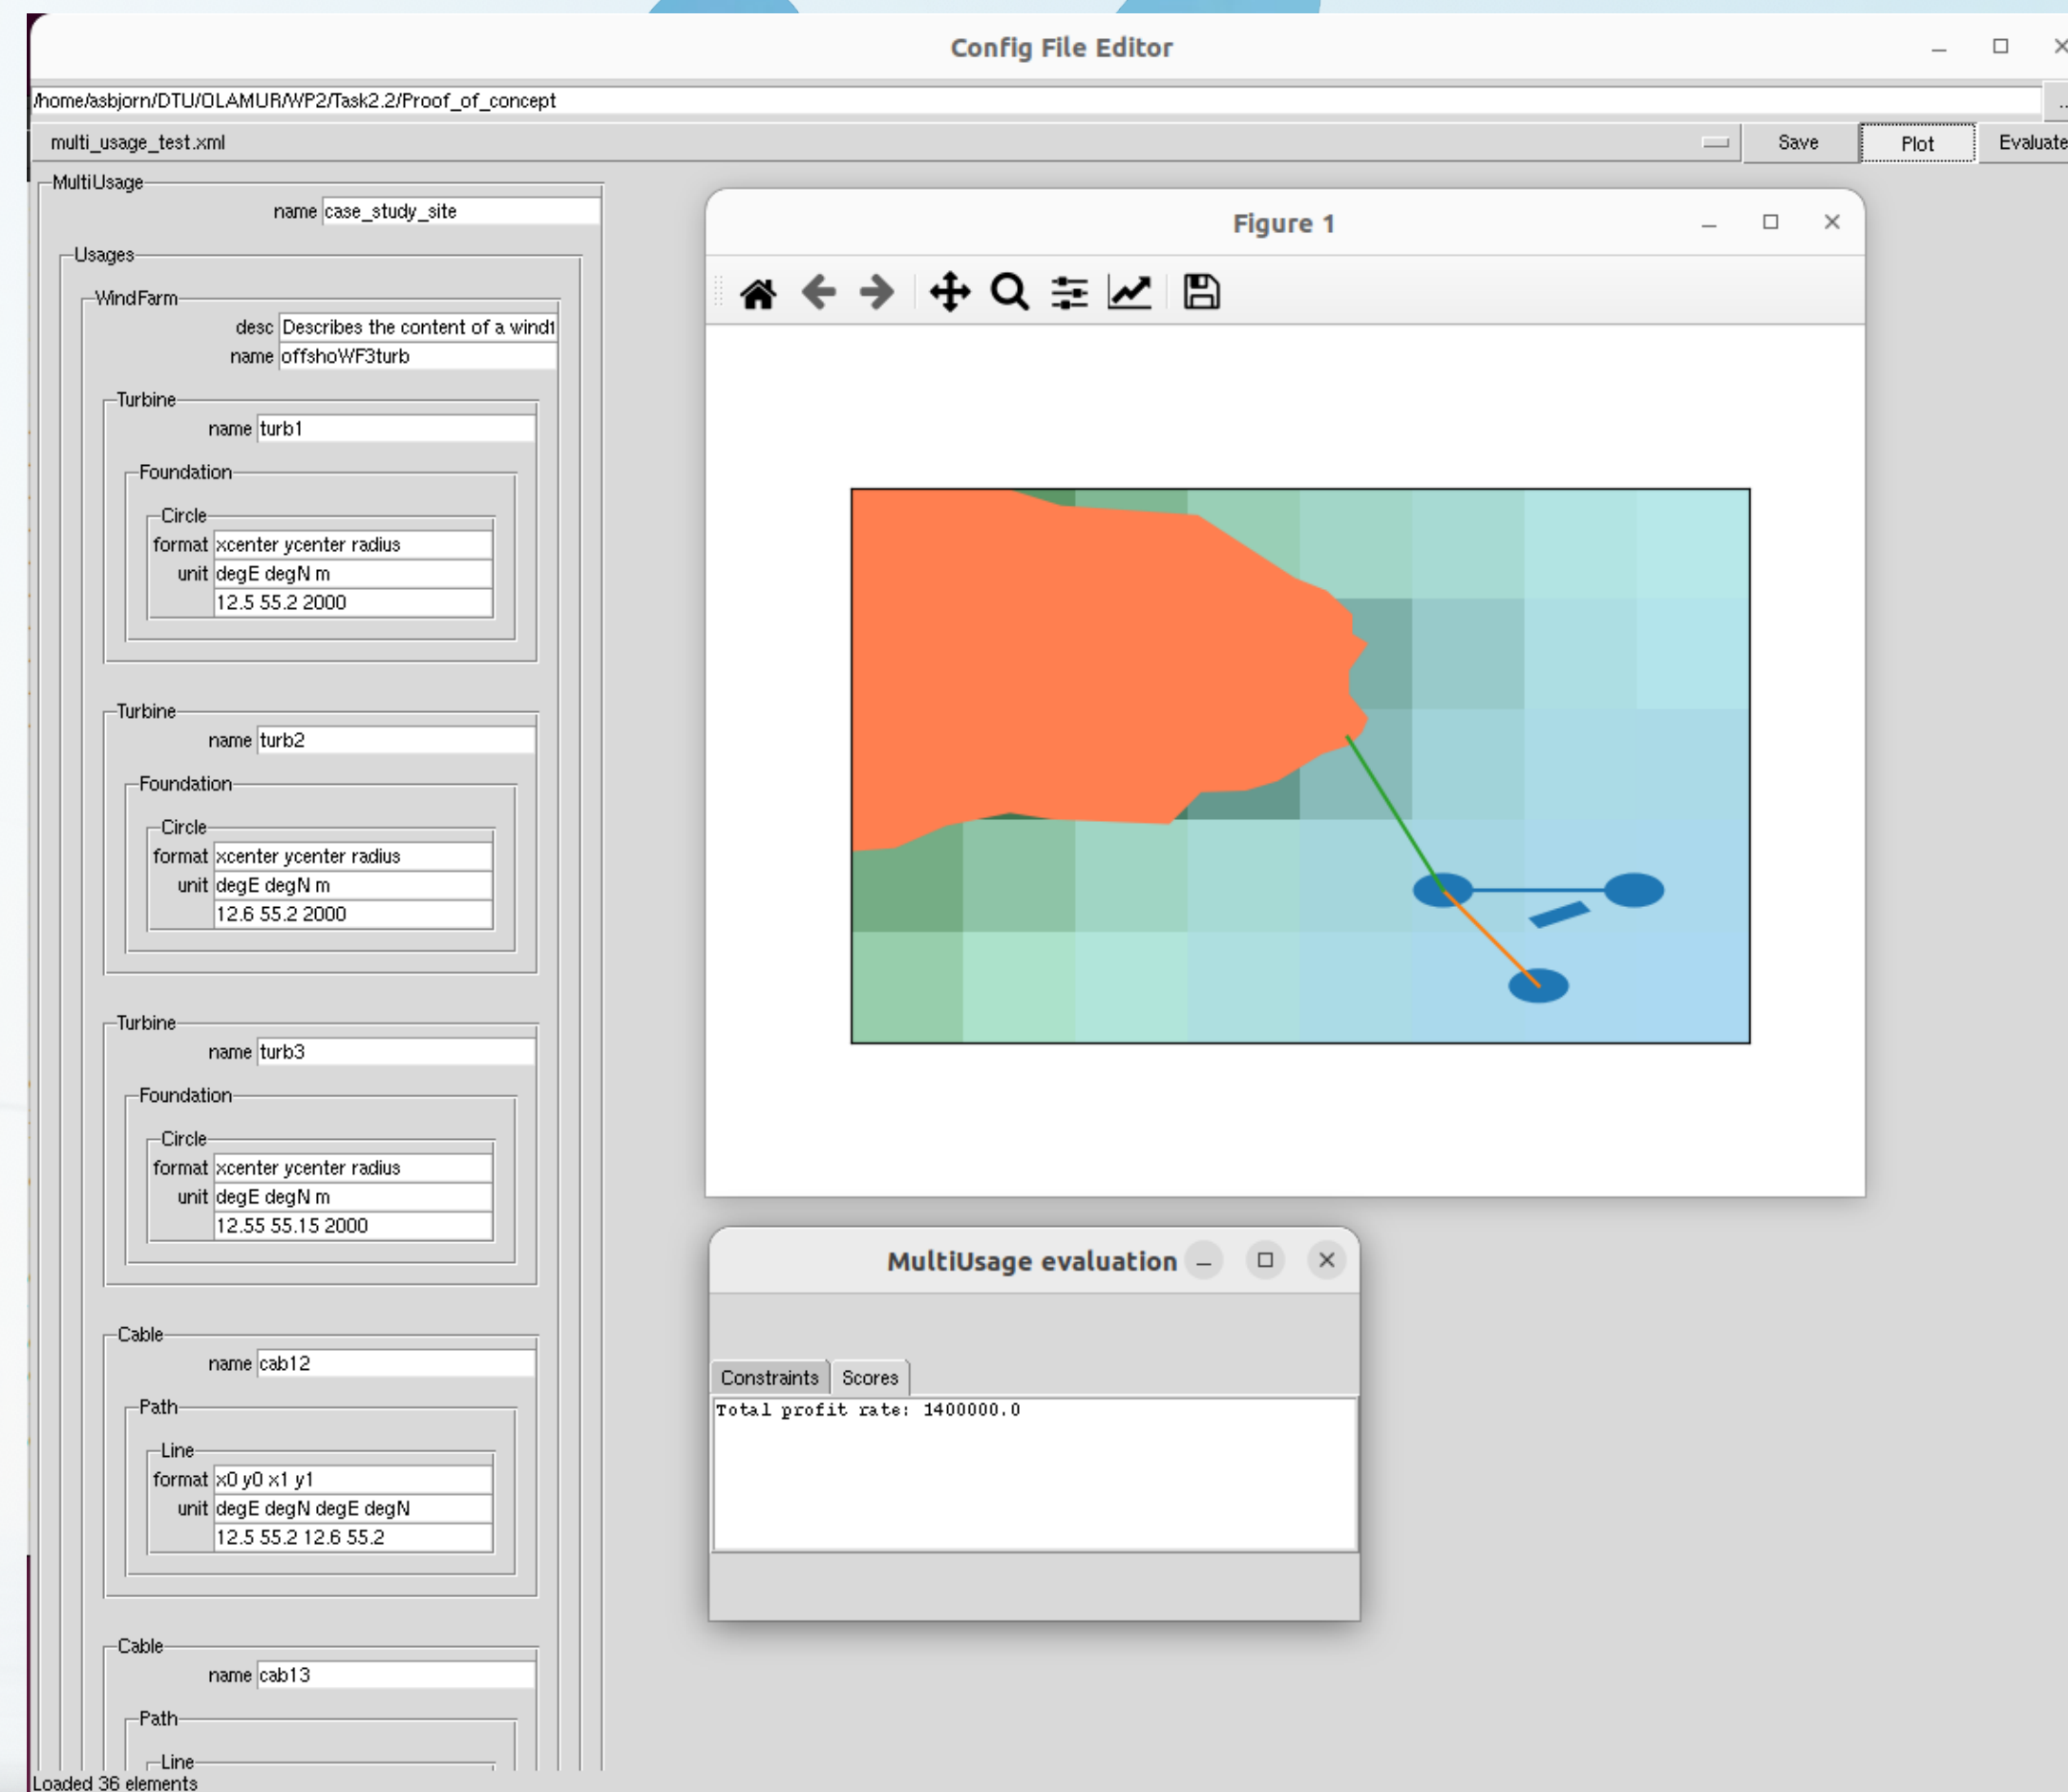 Config File Editor
/home/asbjorn/DTU/OLAMUR/WP2/Task2.2/Proof_of_concept
...
multi_usage_test.xml
Save
Plot
Evaluate
MultiUsage
name case_study_site
Usages
WindFarm
desc Describes the content of a windf
name offshoWF3turb
Turbine
name turb1
Foundation
Circle
format xcenter ycenter radius
unit degE degN m
12.5 55.2 2000
Turbine
name turb2
Foundation
Circle
format xcenter ycenter radius
unit degE degN m
12.6 55.2 2000
Turbine
name turb3
Foundation
Circle
format xcenter ycenter radius
unit degE degN m
12.55 55.15 2000
Cable
name cab12
Path
Line
format x0 y0 x1 y1
unit degE degN degE degN
12.5 55.2 12.6 55.2
Cable
name cab13
Path
Line
Loaded 36 elements
Figure 1
MultiUsage evaluation
Constraints
Scores
Total profit rate: 1400000.0